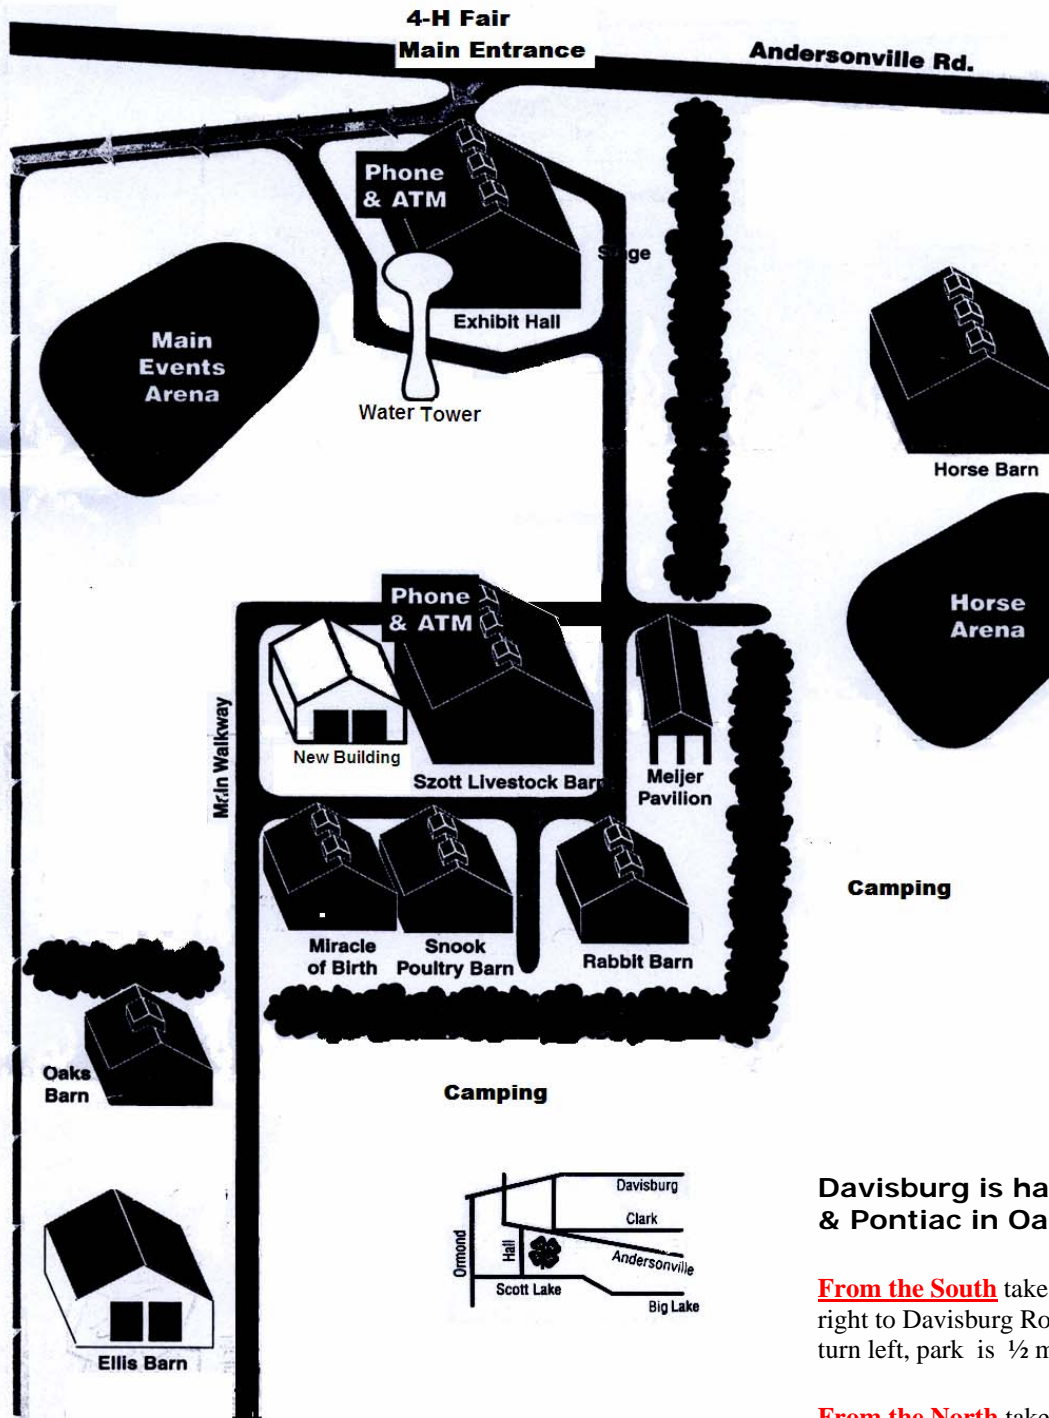 4-H Fair
Main Entrance
Andersonville Rd.
Phone
& ATM
Exhibit Hall
Water Tower
Main
Events
Arena
Horse Barn
Horse
Arena
Phone
& ATM
New Building
Szott Livestock Barn
Meijer
Pavilion
Main Walkway
Miracle
of Birth
Snook
Poultry Barn
Rabbit Barn
Camping
Oaks
Barn
Camping
Ellis Barn
Davisburg
Clark
Ormond
Hall
Andersonville
Scott Lake
Big Lake
Davisburg is ha
& Pontiac in Oa
From the South take
right to Davisburg Ro
turn left, park is ½ m
From the North take